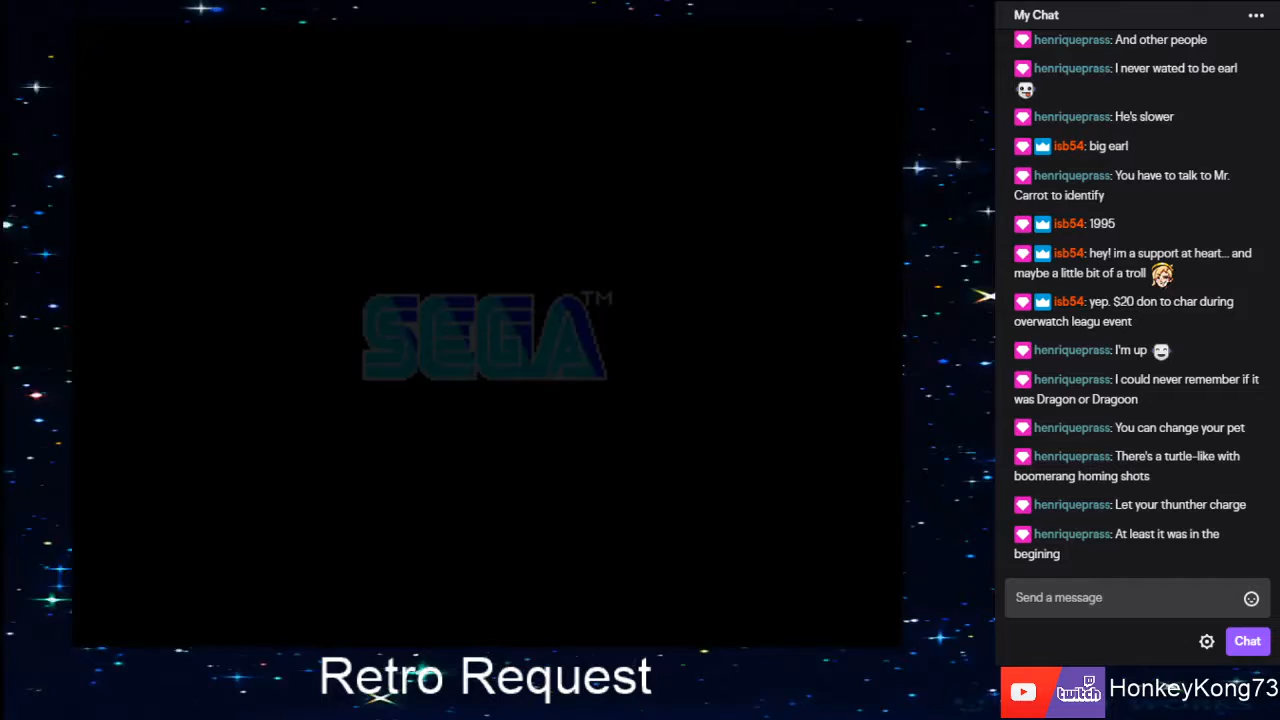 My Chat
henriqueprass: And other people
henriqueprass: I never wated to be earl
henriqueprass: He's slower
isb54: big earl
henriqueprass: You have to talk to Mr.
Carrot to identify
isb54: 1995
isb54: hey! im a support at heart... and
maybe a little bit of a troll
isb54: yep. $20 don to char during
overwatch leagu event
henriqueprass: I'm up
henriqueprass: I could never remember if it
was Dragon or Dragoon
henriqueprass: You can change your pet
henriqueprass: There's a turtle-like with
boomerang homing shots
henriqueprass: Let your thunther charge
henriqueprass: At least it was in the
begining
Send a message
Chat
SEGA™
Retro Request
twitch
HonkeyKong73